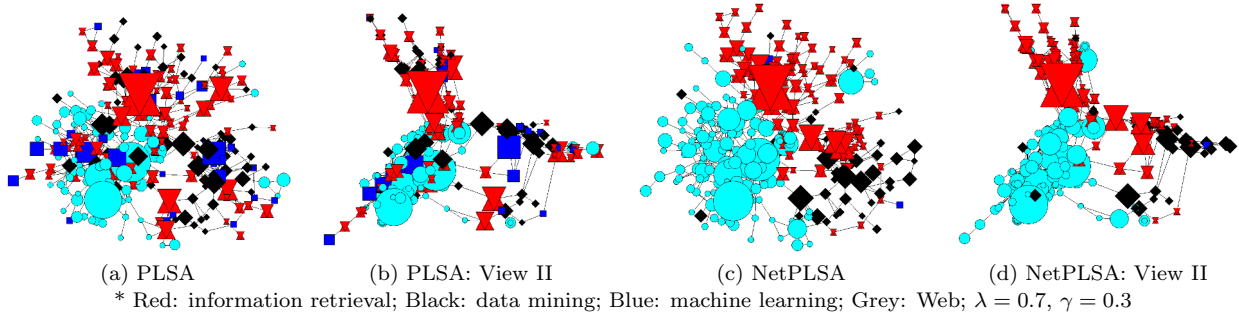 (a) PLSA (b) PLSA: View II (c) NetPLSA (d) NetPLSA: View II
* Red: information retrieval; Black: data mining; Blue: machine learning; Grey: Web; λ = 0.7, γ = 0.3